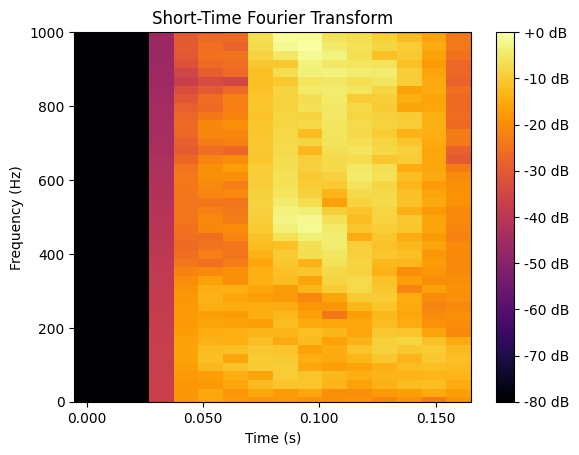 Short-Time Fourier Transform
1000
800
600
400
200
0
Frequency (Hz)
0.000
0.050
0.100
0.150
Time (s)
+0 dB
-10 dB
-20 dB
-30 dB
-40 dB
-50 dB
-60 dB
-70 dB
-80 dB